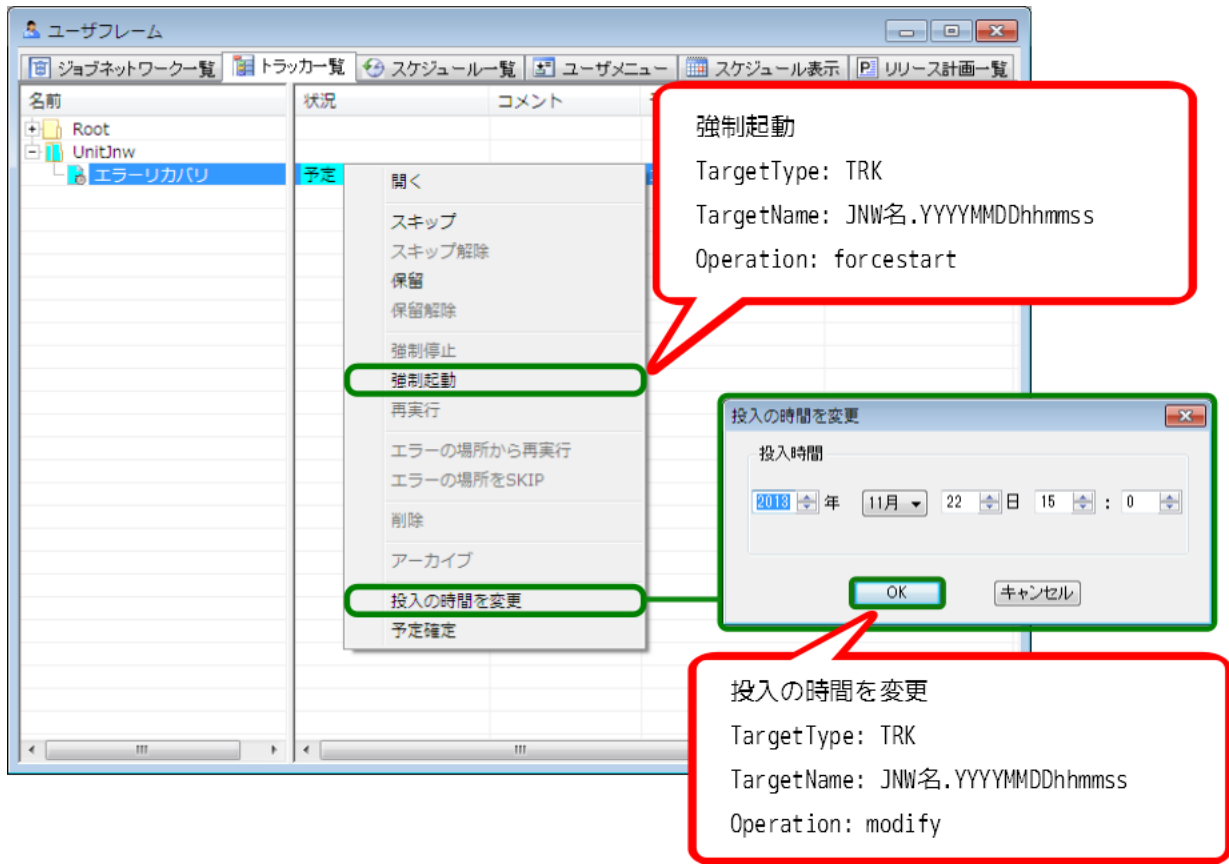 ユーザフレーム
ジョブネットワーク一覧 トラッカ一覧 スケジュール一覧 ユーザメニュー スケジュール表示 リリース計画一覧
名前 状況 コメント
Root
UnitJnw
エラーリカバリ 予定
開く
スキップ
スキップ解除
保留
保留解除
強制停止
強制起動
再実行
エラーの場所から再実行
エラーの場所をSKIP
削除
アーカイブ
投入の時間を変更
予定確定
強制起動
TargetType: TRK
TargetName: JNW名.YYYYMMDDhhmmss
Operation: forcestart
投入の時間を変更
投入時間
2013 年 11月 22 日 15 : 0
OK キャンセル
投入の時間を変更
TargetType: TRK
TargetName: JNW名.YYYYMMDDhhmmss
Operation: modify